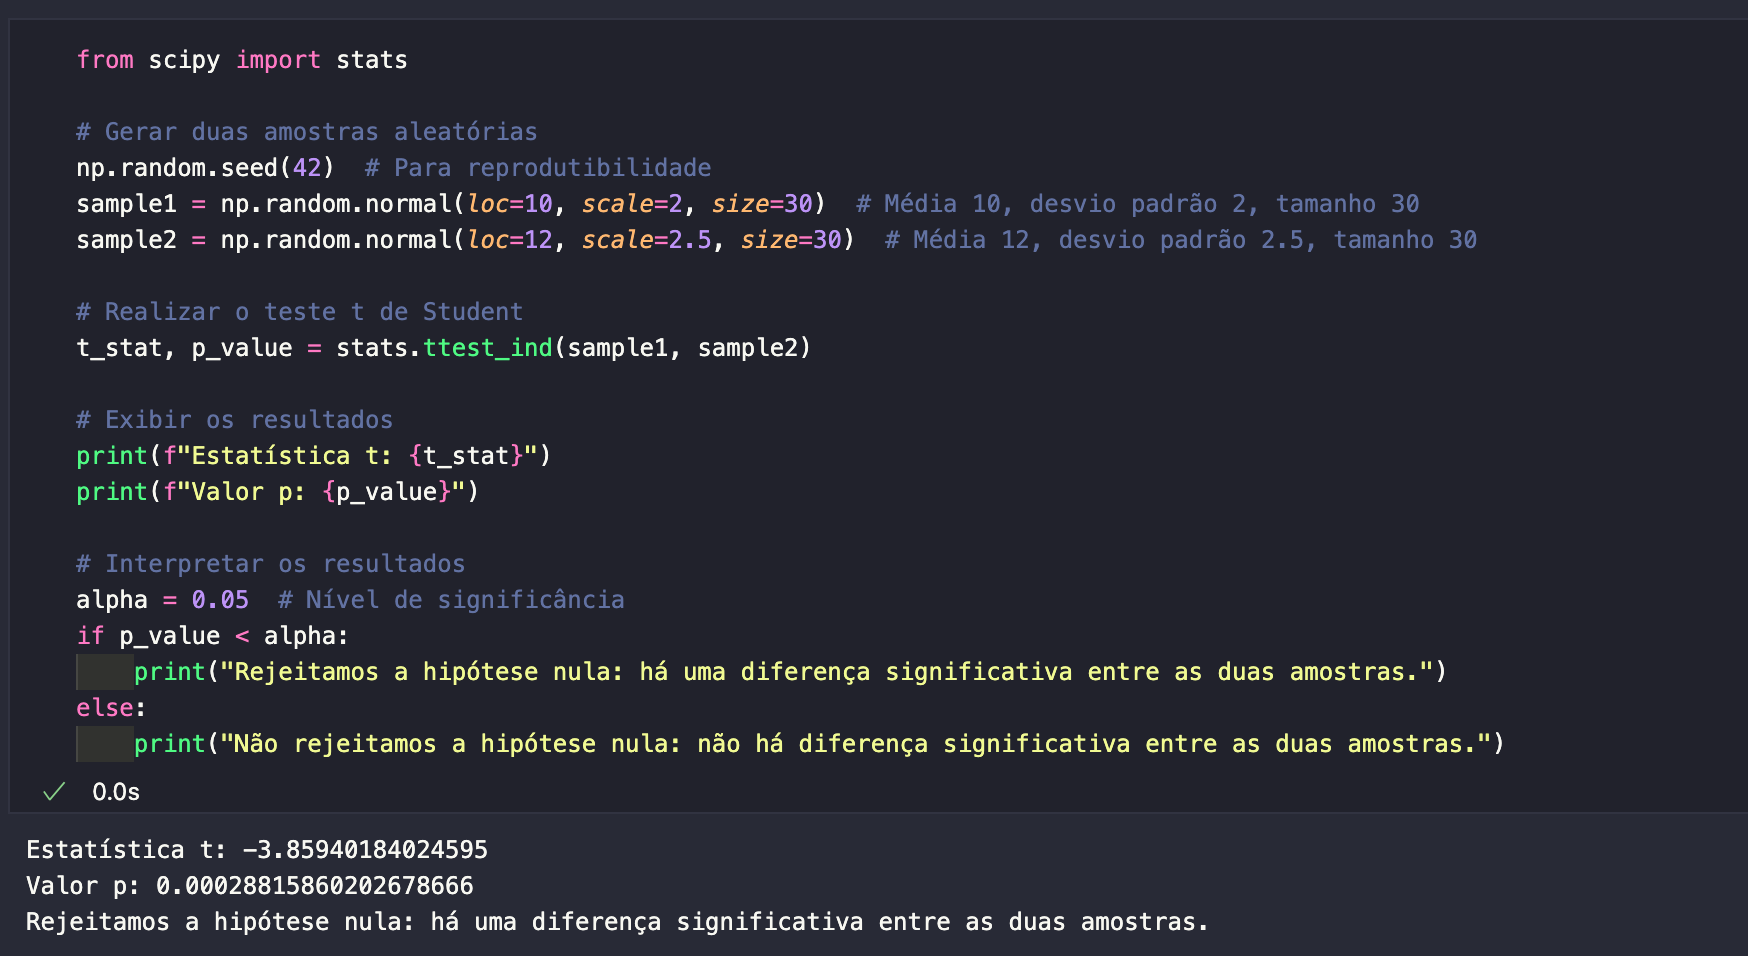 from scipy import stats
# Gerar duas amostras aleatórias
np.random.seed(42)  # Para reprodutibilidade
sample1 = np.random.normal(loc=10, scale=2, size=30)  # Média 10, desvio padrão 2, tamanho 30
sample2 = np.random.normal(loc=12, scale=2.5, size=30)  # Média 12, desvio padrão 2.5, tamanho 30
# Realizar o teste t de Student
t_stat, p_value = stats.ttest_ind(sample1, sample2)
# Exibir os resultados
print(f"Estatística t: {t_stat}")
print(f"Valor p: {p_value}")
# Interpretar os resultados
alpha = 0.05  # Nível de significância
if p_value < alpha:
    print("Rejeitamos a hipótese nula: há uma diferença significativa entre as duas amostras.")
else:
    print("Não rejeitamos a hipótese nula: não há diferença significativa entre as duas amostras.")
0.0s
Estatística t: -3.85940184024595
Valor p: 0.00028815860202678666
Rejeitamos a hipótese nula: há uma diferença significativa entre as duas amostras.